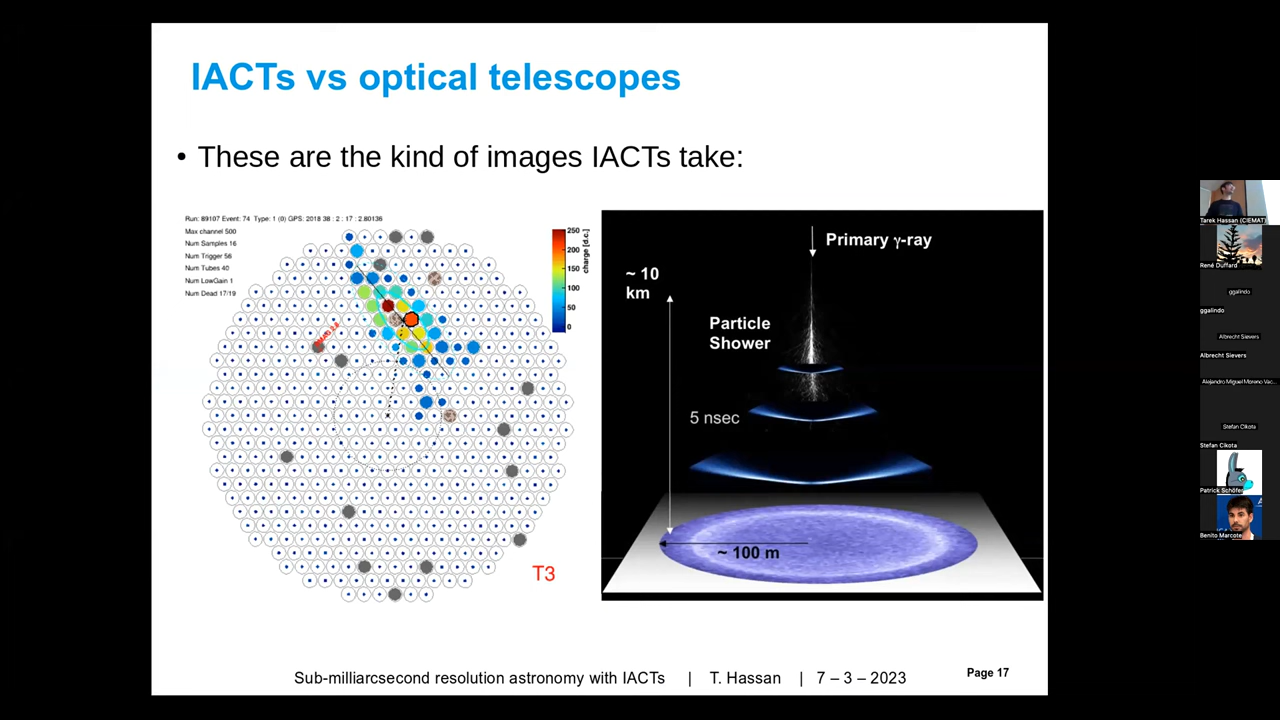 IACTs vs optical telescopes
• These are the kind of images IACTs take:
Run: 89107 Event: 74 Type: 1 (0) GPS: 2018 38 : 2 : 17 : 2.80136
Max channel 500
Num Samples 16
Num Trigger 56
Num Tubes 40
Num LowGain 1
Num Dead 17/19
250
200
150
100
50
0
charge [d.c.]
T3
Primary γ-ray
~ 10
km
Particle
Shower
5 nsec
~ 100 m
Sub-milliarcsecond resolution astronomy with IACTs | T. Hassan | 7 – 3 – 2023
Page 17
Tarek Hassan (CIEMAT)
René Duffard
ggalindo
ggalindo
Albrecht Sievers
Albrecht Sievers
Alejandro Miguel Moreno Vac...
Stefan Cikota
Stefan Cikota
Patrick Schöfer
Benito Marcote